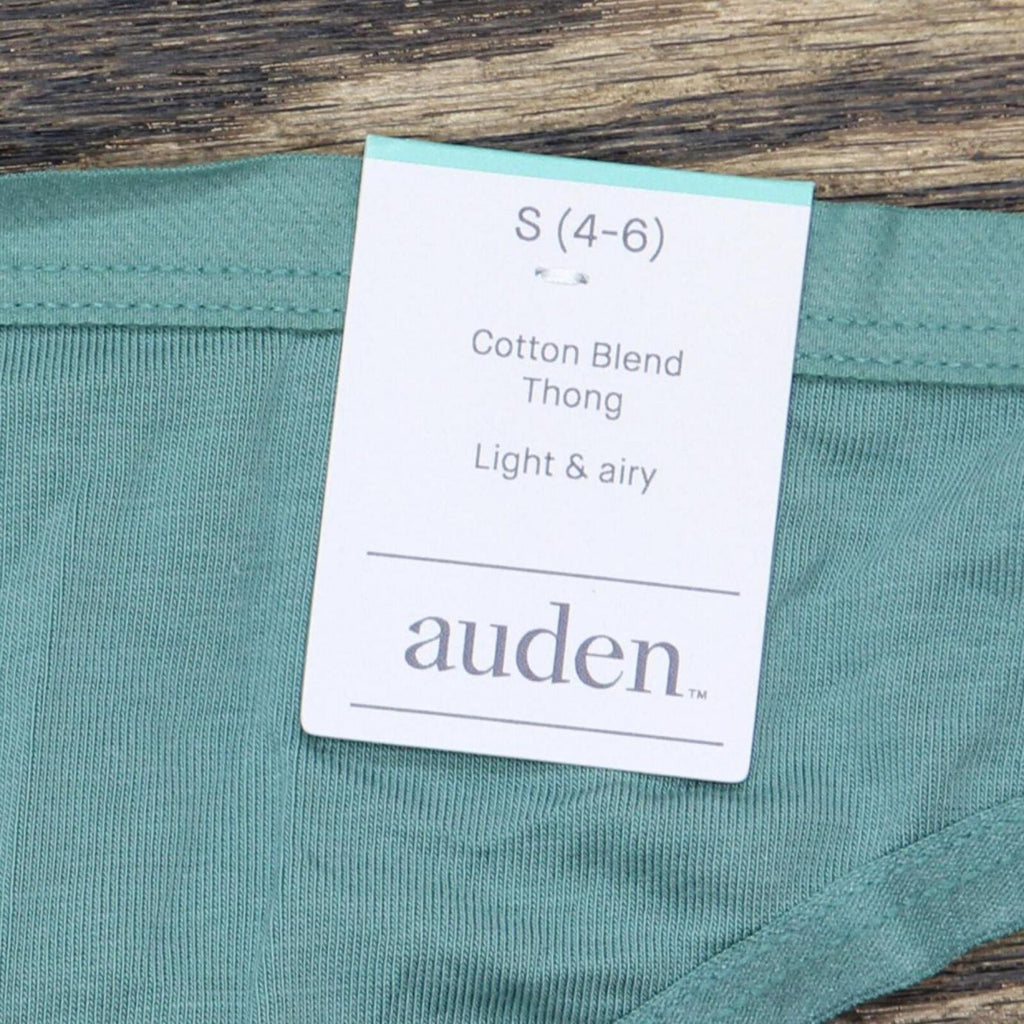 S (4-6)
Cotton Blend
Thong
Light & airy
auden™